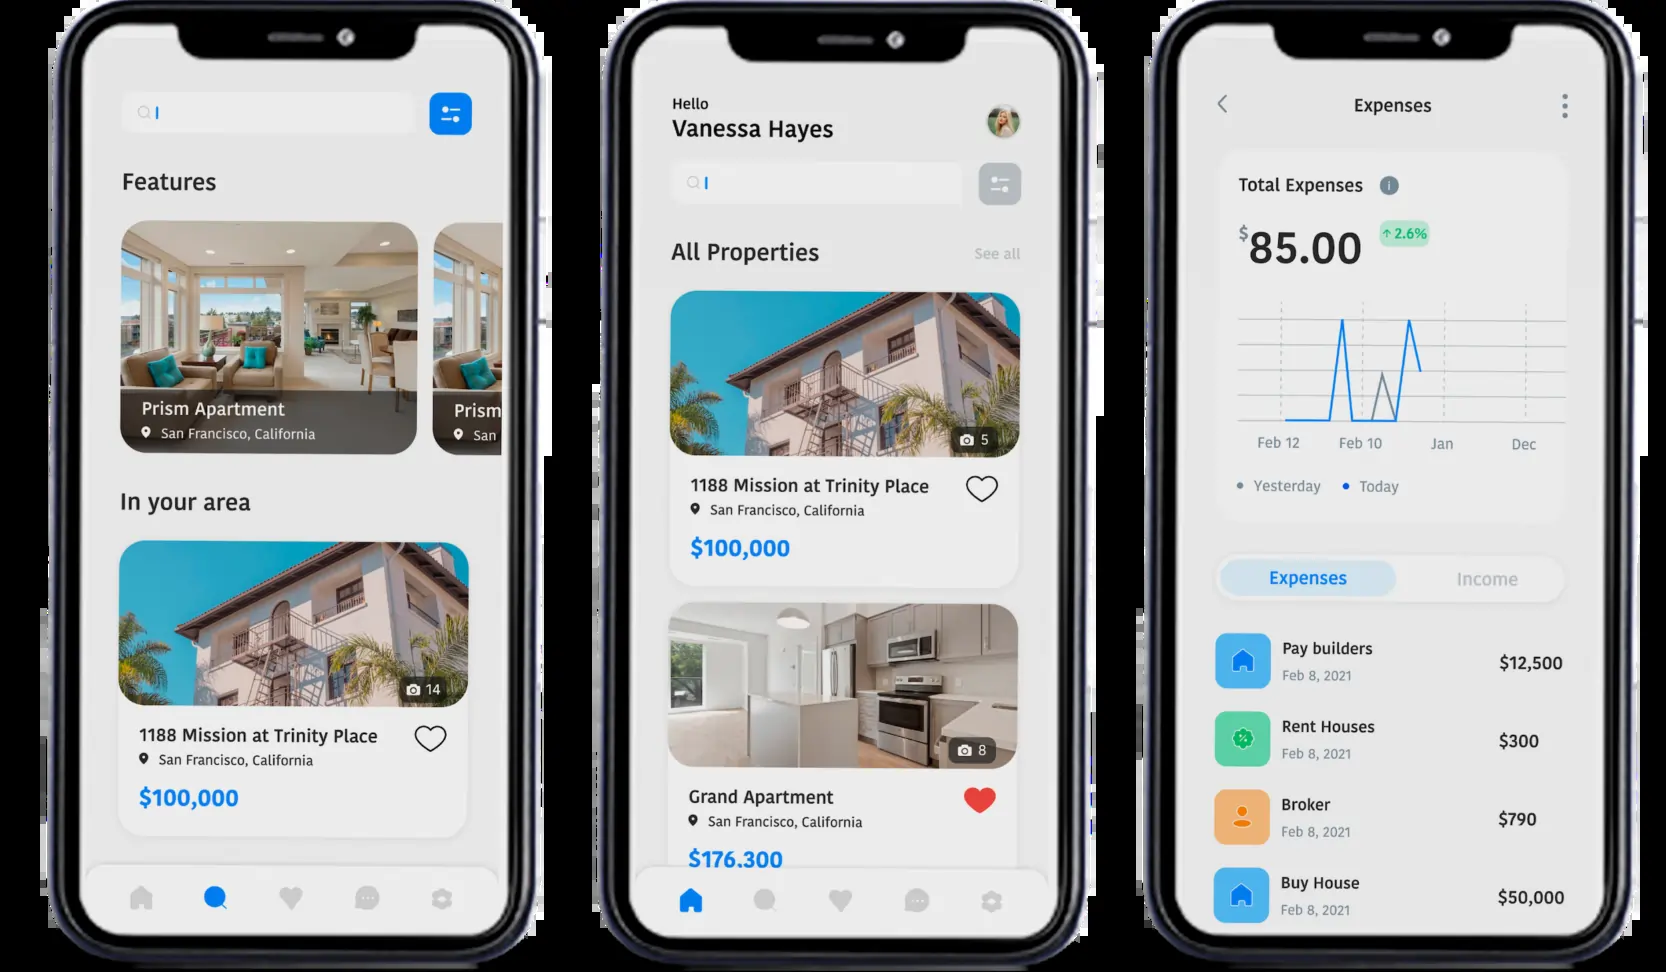 Features
Prism Apartment
San Francisco, California
Prism
San
In your area
14
1188 Mission at Trinity Place
San Francisco, California
$100,000
Hello
Vanessa Hayes
All Properties
See all
5
1188 Mission at Trinity Place
San Francisco, California
$100,000
8
Grand Apartment
San Francisco, California
$176,300
Expenses
Total Expenses
$85.00
↑ 2.6%
Feb 12 Feb 10 Jan Dec
Yesterday Today
Expenses Income
Pay builders
Feb 8, 2021
$12,500
Rent Houses
Feb 8, 2021
$300
Broker
Feb 8, 2021
$790
Buy House
Feb 8, 2021
$50,000